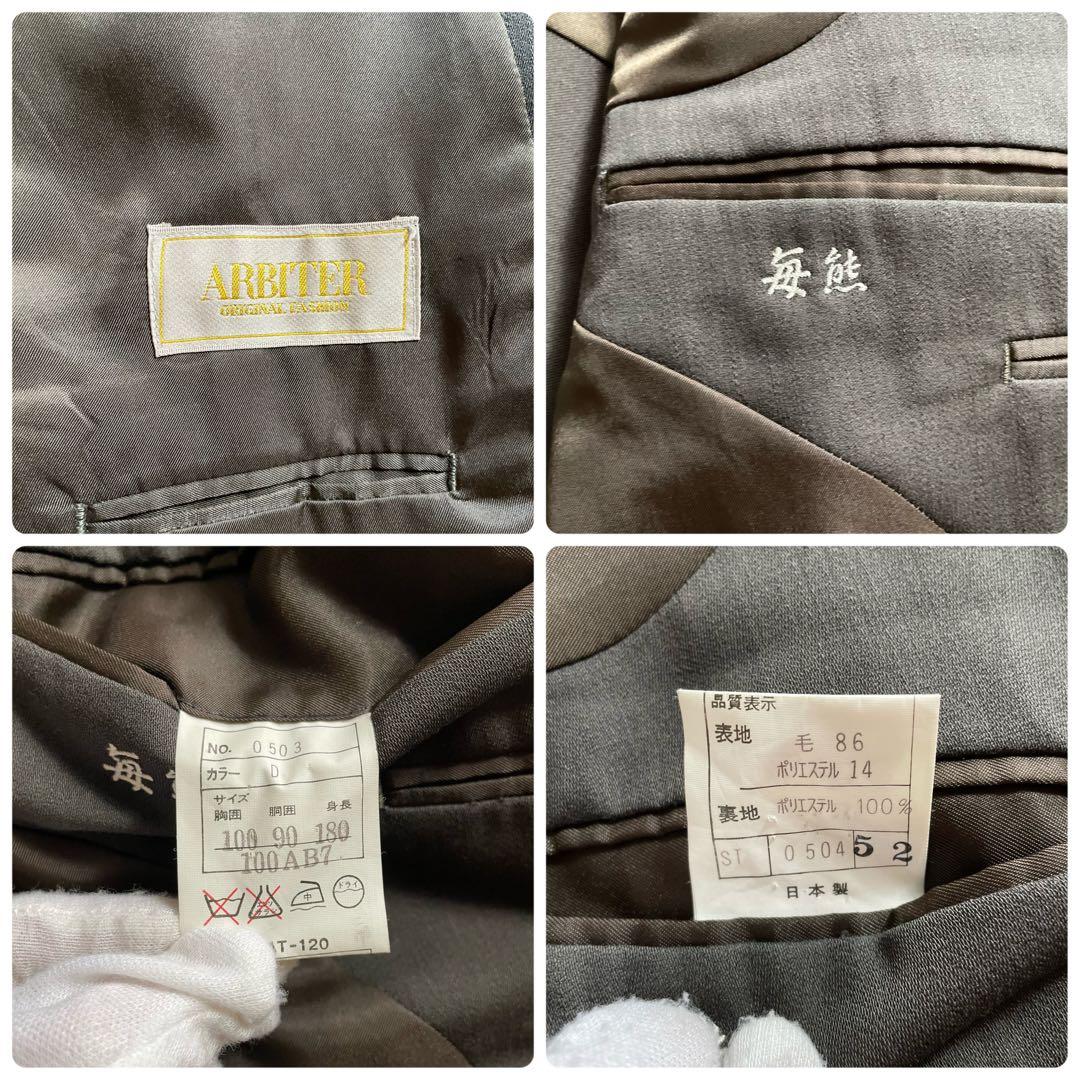 ARBITER
ORIGINAL FASHION
毎熊
No. 0503
カラー D
サイズ
胸囲 胴囲 身長
100 90 180
100AB7
中
ドライ
AT-120
毎
品質表示
表地 毛 86
ポリエステル 14
裏地 ポリエステル 100%
ST 0504 52
日本製